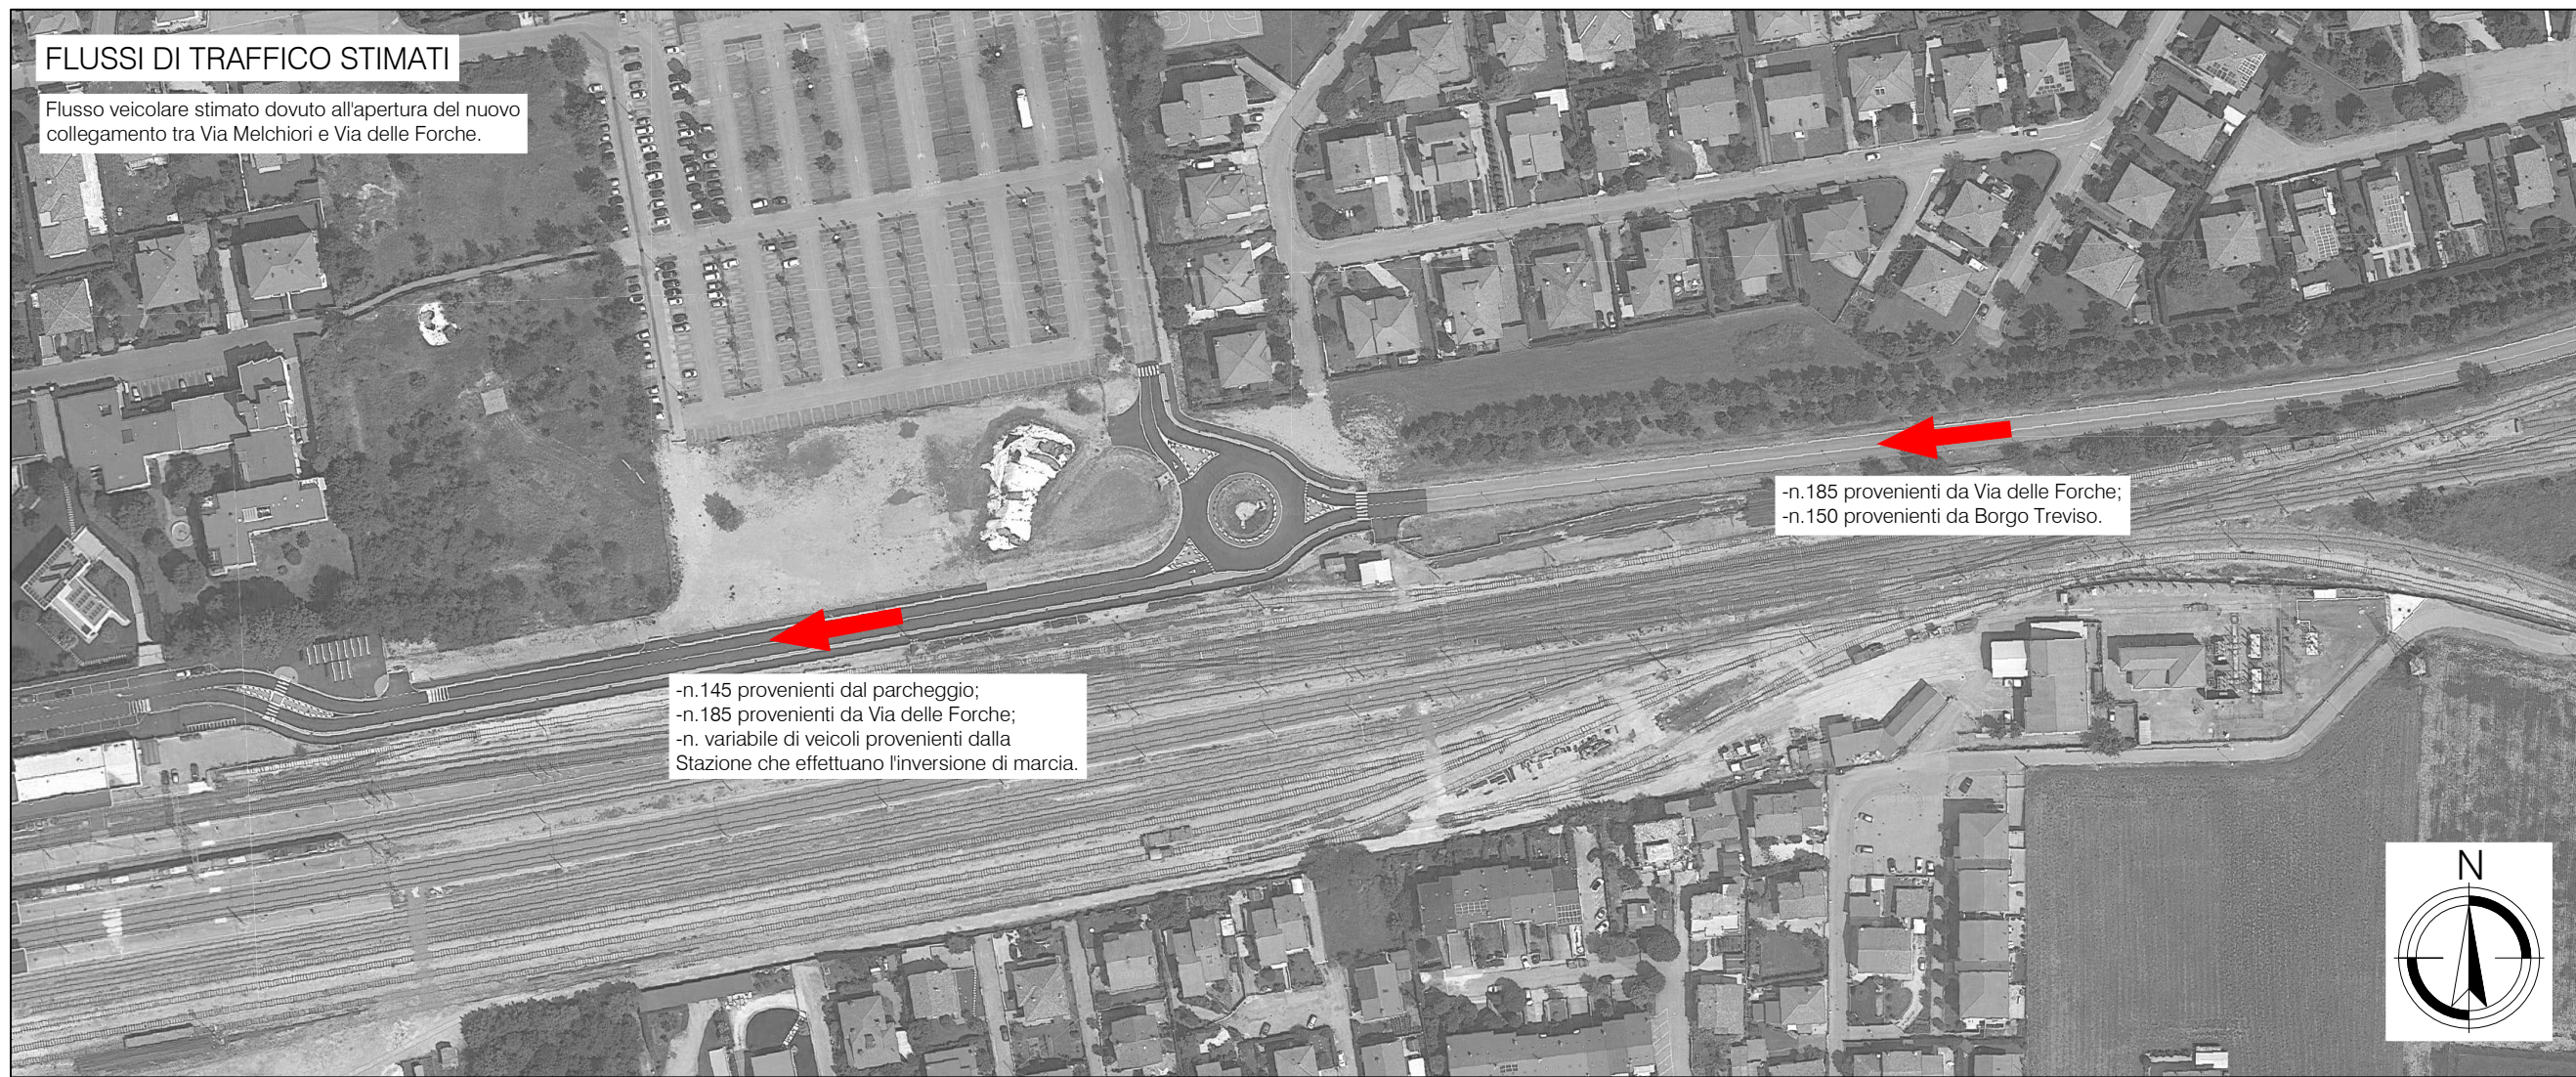 FLUSSI DI TRAFFICO STIMATI
Flusso veicolare stimato dovuto all'apertura del nuovo
collegamento tra Via Melchiori e Via delle Forche.
-n.185 provenienti da Via delle Forche;
-n.150 provenienti da Borgo Treviso.
-n.145 provenienti dal parcheggio;
-n.185 provenienti da Via delle Forche;
-n. variabile di veicoli provenienti dalla
Stazione che effettuano l'inversione di marcia.
N